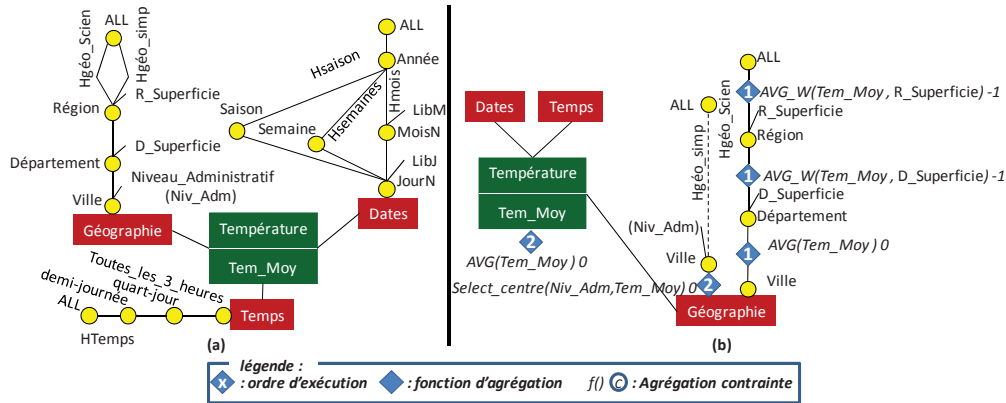 ALL
Hgéo_Scien
Hgéo_simp
Région
R_Superficie
Département
D_Superficie
Niveau_Administratif
(Niv_Adm)
Ville
Géographie
Température
Tem_Moy
Toutes_les_3_heures
quart-jour
demi-journée
ALL
HTemps
Temps
(a)
ALL
Année
Hsaison
Hsemaines
Hmois
Saison
Semaine
LibM
MoisN
LibJ
JourN
Dates
Dates
Temps
Température
Tem_Moy
2
AVG(Tem_Moy ) 0
ALL
Hgéo_simp
(Niv_Adm)
Ville
Select_centre(Niv_Adm,Tem_Moy) 0
2
Géographie
ALL
Hgéo_Scien
1
AVG_W(Tem_Moy , R_Superficie) -1
R_Superficie
Région
1
AVG_W(Tem_Moy , D_Superficie) -1
D_Superficie
Département
1
AVG(Tem_Moy ) 0
Ville
(b)
légende :
x : ordre d’exécution
: fonction d’agrégation
f() C : Agrégation contrainte